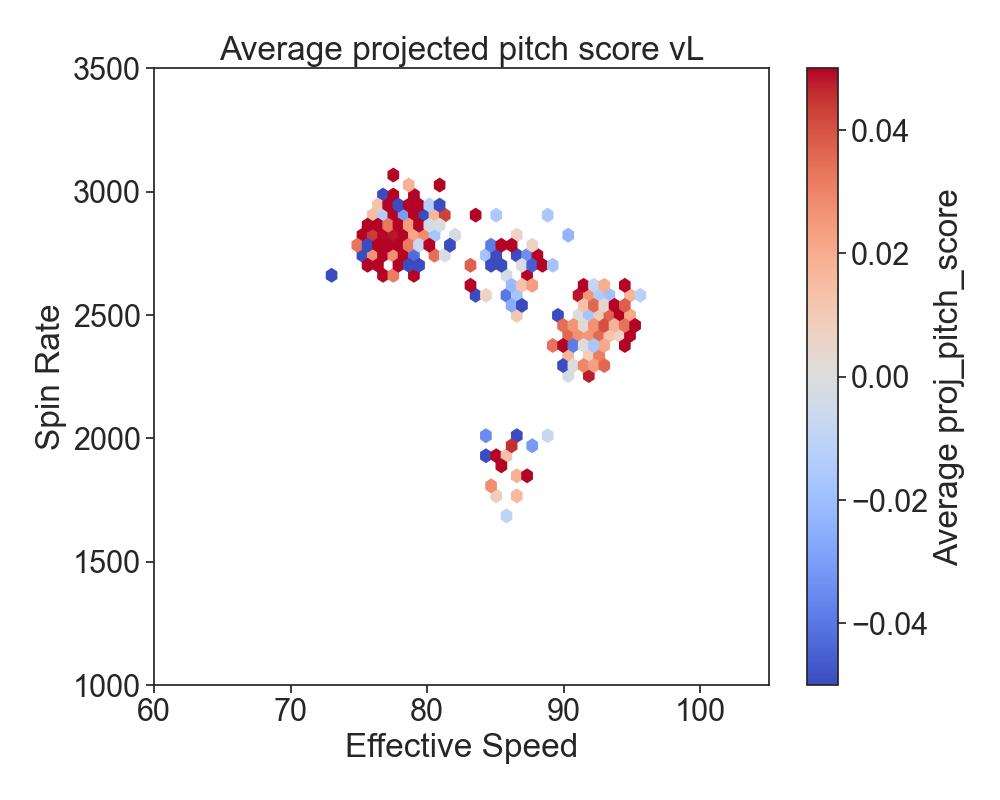 Average projected pitch score vL
3500
3000
2500
2000
1500
1000
Spin Rate
60 70 80 90 100
Effective Speed
0.04
0.02
0.00
−0.02
−0.04
Average proj_pitch_score